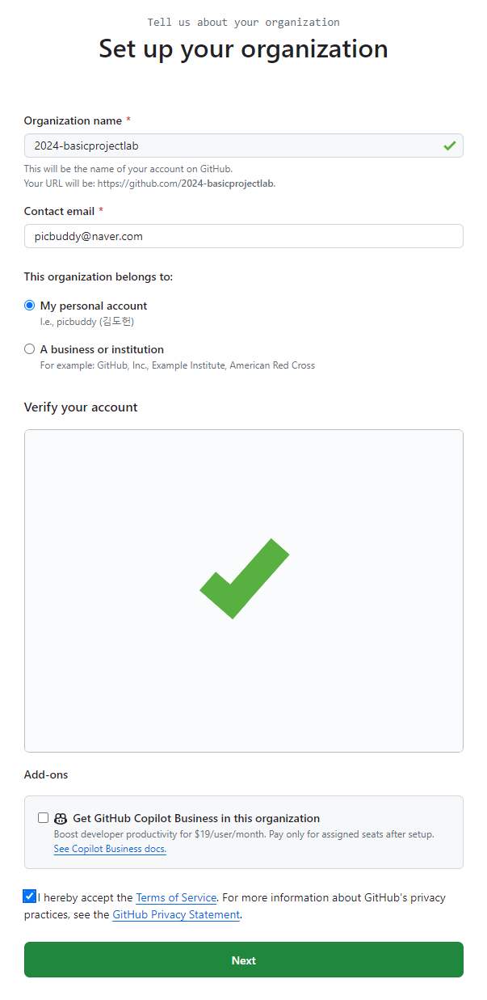 Tell us about your organization
Set up your organization
Organization name *
2024-basicprojectlab
This will be the name of your account on GitHub.
Your URL will be: https://github.com/2024-basicprojectlab.
Contact email *
picbuddy@naver.com
This organization belongs to:
My personal account
I.e., picbuddy (김도헌)
A business or institution
For example: GitHub, Inc., Example Institute, American Red Cross
Verify your account
Add-ons
Get GitHub Copilot Business in this organization
Boost developer productivity for $19/user/month. Pay only for assigned seats after setup.
See Copilot Business docs.
I hereby accept the Terms of Service. For more information about GitHub's privacy
practices, see the GitHub Privacy Statement.
Next